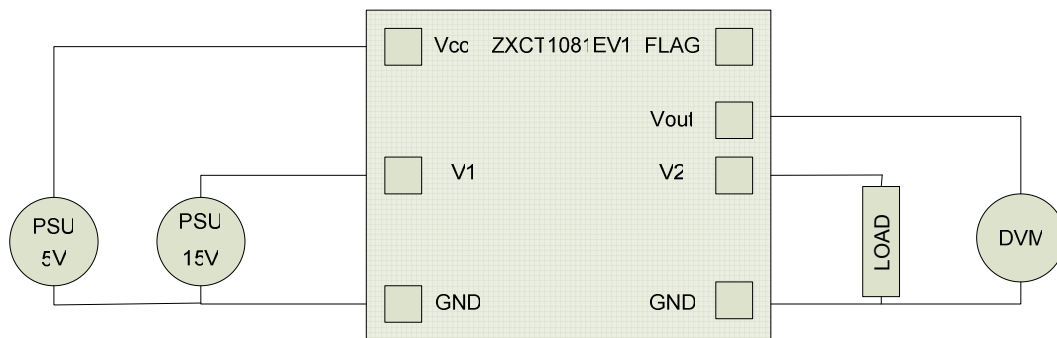 Vcc ZXCT1081EV1 FLAG
Vout
V1 V2
PSU
5V
PSU
15V
LOAD
DVM
GND GND